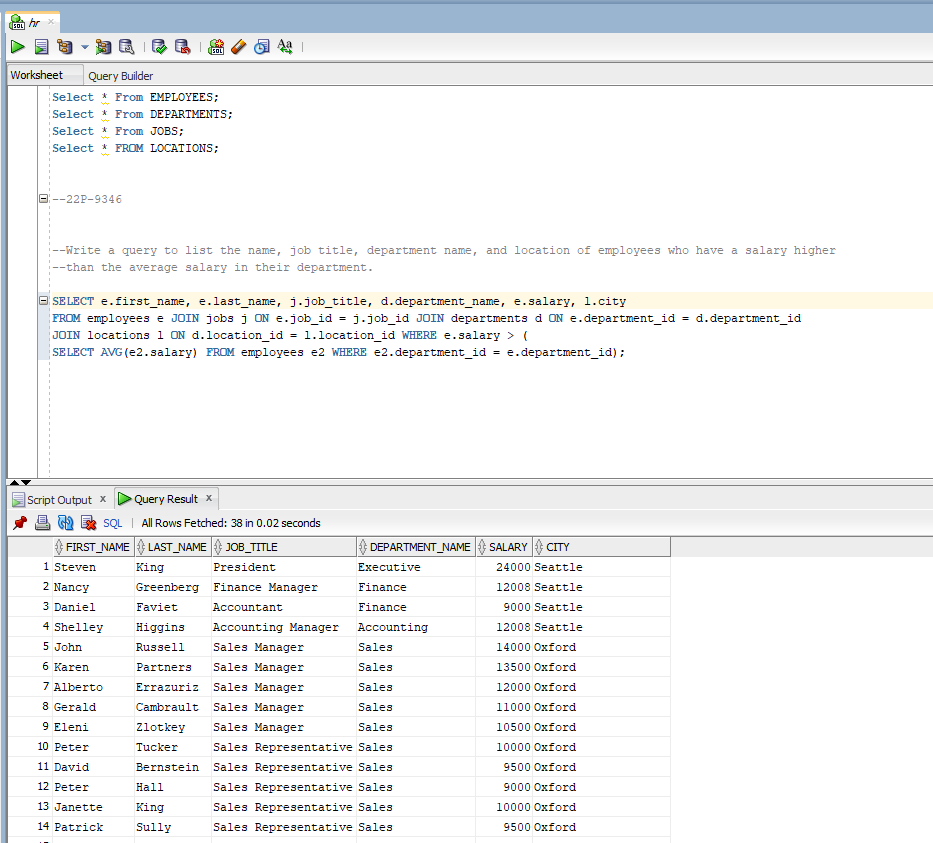 hr
Worksheet Query Builder
Select * From EMPLOYEES;
Select * From DEPARTMENTS;
Select * From JOBS;
Select * FROM LOCATIONS;
--22P-9346
--Write a query to list the name, job title, department name, and location of employees who have a salary higher
--than the average salary in their department.
SELECT e.first_name, e.last_name, j.job_title, d.department_name, e.salary, l.city
FROM employees e JOIN jobs j ON e.job_id = j.job_id JOIN departments d ON e.department_id = d.department_id
JOIN locations l ON d.location_id = l.location_id WHERE e.salary > (
SELECT AVG(e2.salary) FROM employees e2 WHERE e2.department_id = e.department_id);
Script Output x Query Result x
SQL | All Rows Fetched: 38 in 0.02 seconds
FIRST_NAME LAST_NAME JOB_TITLE DEPARTMENT_NAME SALARY CITY
1 Steven King President Executive 24000 Seattle
2 Nancy Greenberg Finance Manager Finance 12008 Seattle
3 Daniel Faviet Accountant Finance 9000 Seattle
4 Shelley Higgins Accounting Manager Accounting 12008 Seattle
5 John Russell Sales Manager Sales 14000 Oxford
6 Karen Partners Sales Manager Sales 13500 Oxford
7 Alberto Errazuriz Sales Manager Sales 12000 Oxford
8 Gerald Cambrault Sales Manager Sales 11000 Oxford
9 Eleni Zlotkey Sales Manager Sales 10500 Oxford
10 Peter Tucker Sales Representative Sales 10000 Oxford
11 David Bernstein Sales Representative Sales 9500 Oxford
12 Peter Hall Sales Representative Sales 9000 Oxford
13 Janette King Sales Representative Sales 10000 Oxford
14 Patrick Sully Sales Representative Sales 9500 Oxford